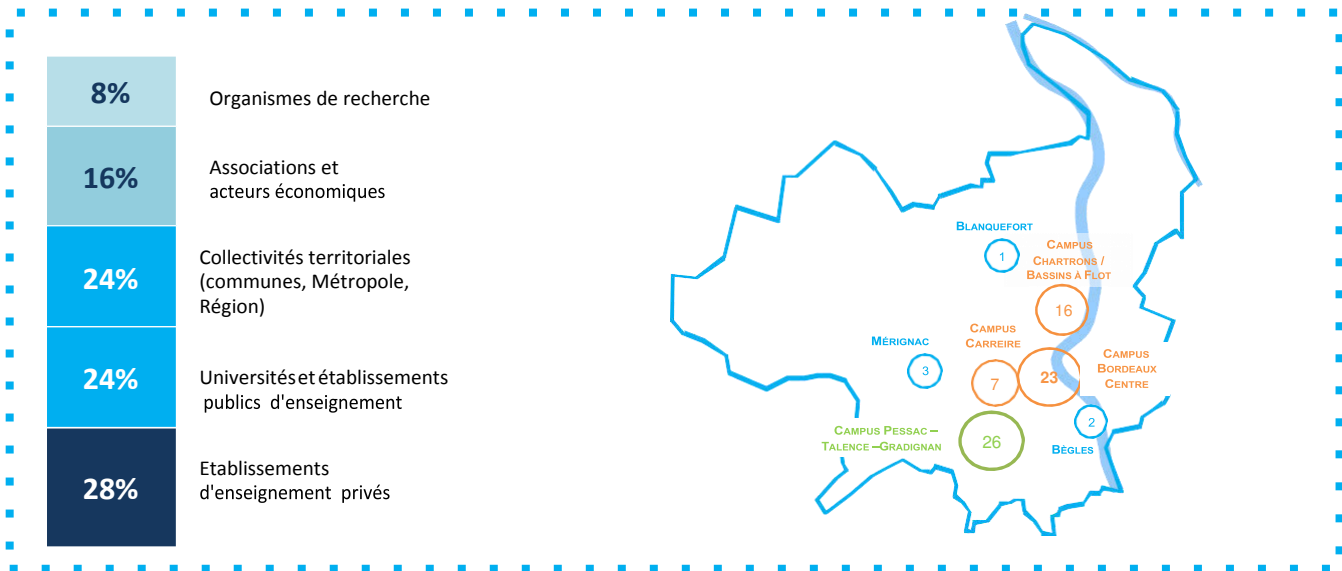 8%
Organismes de recherche
16%
Associations et
acteurs économiques
24%
Collectivités territoriales
(communes, Métropole,
Région)
24%
Universités et établissements
publics d'enseignement
28%
Etablissements
d'enseignement privés
BLANQUEFORT
1
CAMPUS
CHARTRONS /
BASSINS À FLOT
16
MÉRIGNAC
3
CAMPUS
CARREIRE
7
23
CAMPUS
BORDEAUX
CENTRE
CAMPUS PESSAC –
TALENCE –GRADIGNAN
26
2
BÈGLES